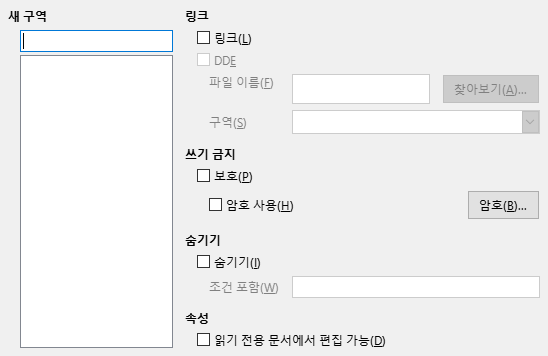 새 구역
링크
링크(L)
DDE
파일 이름(F)
찾아보기(A)...
구역(S)
쓰기 금지
보호(P)
암호 사용(H)
암호(B)...
숨기기
숨기기(I)
조건 포함(W)
속성
읽기 전용 문서에서 편집 가능(D)